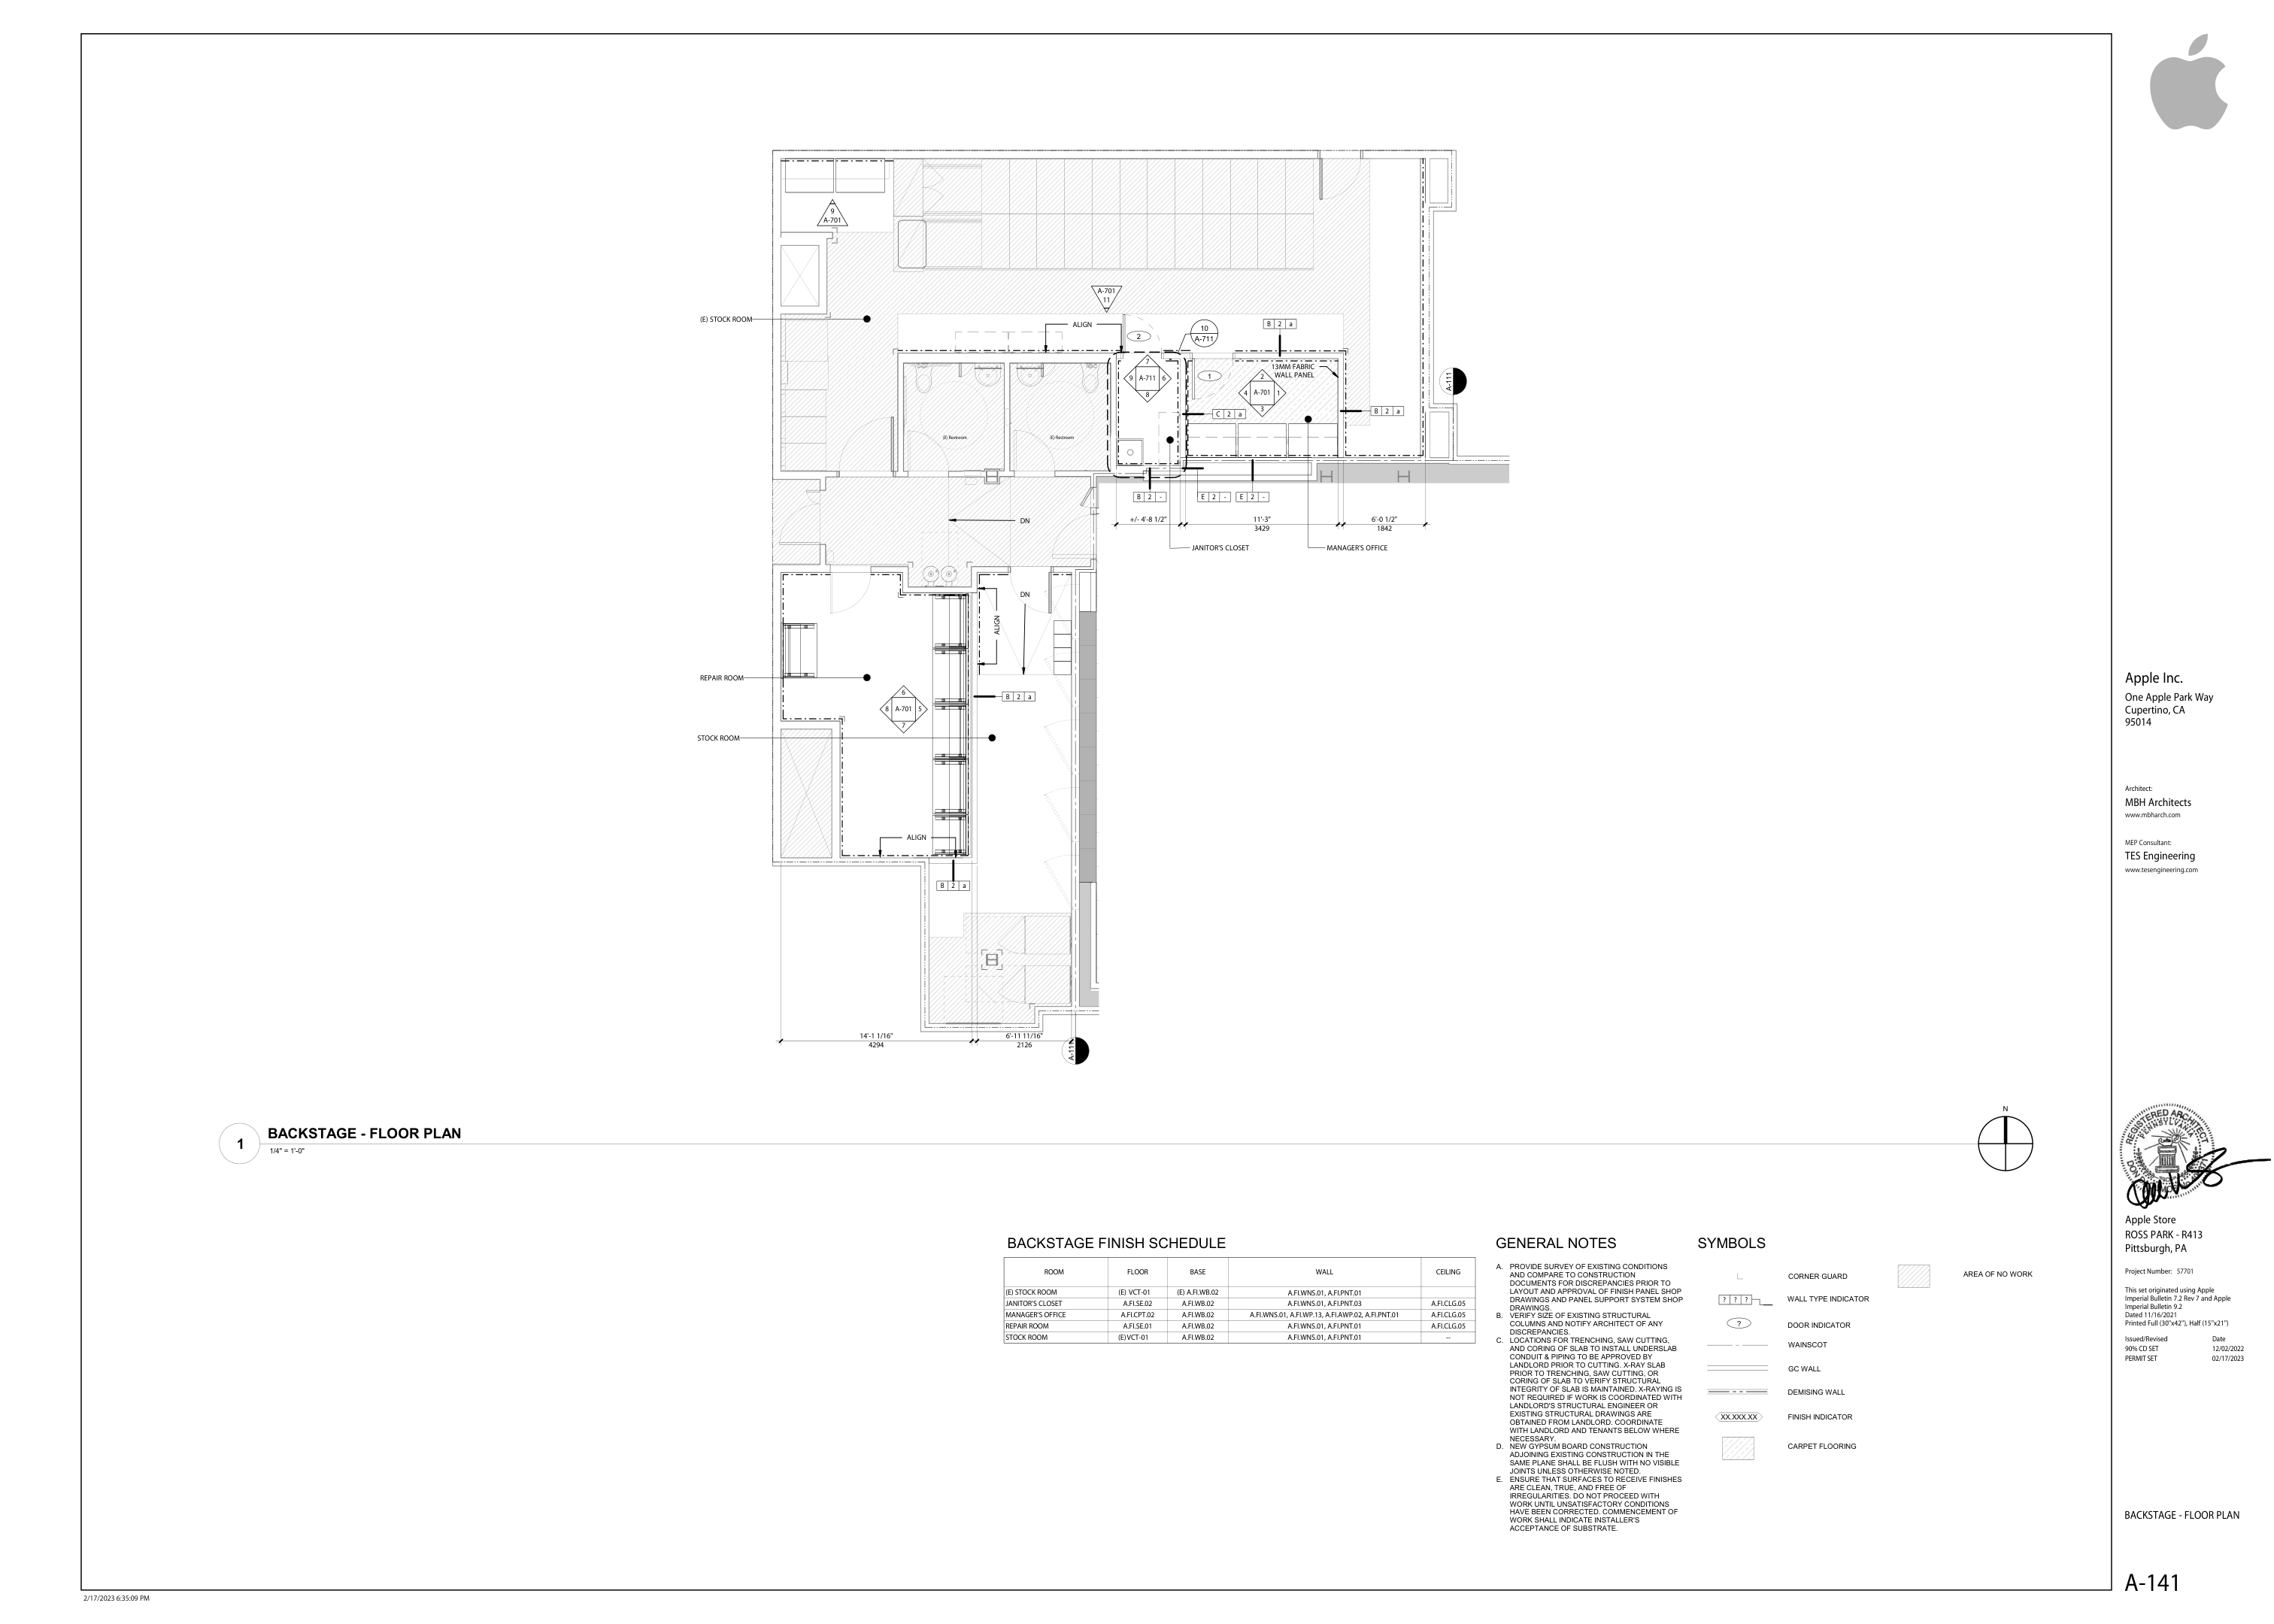 9
A-701
A-701
11
(E) STOCK ROOM
ALIGN
2
10
A-711
B 2 a
7
9 A-711 6
8
1
13MM FABRIC
WALL PANEL
2
4 A-701 1
3
A-111
C 2 a
B 2 a
(E) Restroom
(E) Restroom
B 2 -
E 2 -
E 2 -
+/- 4'-8 1/2"
11'-3"
3429
6'-0 1/2"
1842
DN
JANITOR'S CLOSET
MANAGER'S OFFICE
DN
ALIGN
REPAIR ROOM
6
8 A-701 5
7
B 2 a
STOCK ROOM
ALIGN
B 2 a
14'-1 1/16"
4294
6'-11 11/16"
2126
A-111
1
BACKSTAGE - FLOOR PLAN
1/4" = 1'-0"
N
BACKSTAGE FINISH SCHEDULE
ROOM FLOOR BASE WALL CEILING
(E) STOCK ROOM (E) VCT-01 (E) A.FI.WB.02 A.FI.WNS.01, A.FI.PNT.01
JANITOR'S CLOSET A.FI.SE.02 A.FI.WB.02 A.FI.WNS.01, A.FI.PNT.03 A.FI.CLG.05
MANAGER'S OFFICE A.FI.CPT.02 A.FI.WB.02 A.FI.WNS.01, A.FI.WP.13, A.FI.AWP.02, A.FI.PNT.01 A.FI.CLG.05
REPAIR ROOM A.FI.SE.01 A.FI.WB.02 A.FI.WNS.01, A.FI.PNT.01 A.FI.CLG.05
STOCK ROOM (E)VCT-01 A.FI.WB.02 A.FI.WNS.01, A.FI.PNT.01 --
GENERAL NOTES
A. PROVIDE SURVEY OF EXISTING CONDITIONS
AND COMPARE TO CONSTRUCTION
DOCUMENTS FOR DISCREPANCIES PRIOR TO
LAYOUT AND APPROVAL OF FINISH PANEL SHOP
DRAWINGS AND PANEL SUPPORT SYSTEM SHOP
DRAWINGS.
B. VERIFY SIZE OF EXISTING STRUCTURAL
COLUMNS AND NOTIFY ARCHITECT OF ANY
DISCREPANCIES.
C. LOCATIONS FOR TRENCHING, SAW CUTTING,
AND CORING OF SLAB TO INSTALL UNDERSLAB
CONDUIT & PIPING TO BE APPROVED BY
LANDLORD PRIOR TO CUTTING. X-RAY SLAB
PRIOR TO TRENCHING, SAW CUTTING, OR
CORING OF SLAB TO VERIFY STRUCTURAL
INTEGRITY OF SLAB IS MAINTAINED. X-RAYING IS
NOT REQUIRED IF WORK IS COORDINATED WITH
LANDLORD'S STRUCTURAL ENGINEER OR
EXISTING STRUCTURAL DRAWINGS ARE
OBTAINED FROM LANDLORD. COORDINATE
WITH LANDLORD AND TENANTS BELOW WHERE
NECESSARY.
D. NEW GYPSUM BOARD CONSTRUCTION
ADJOINING EXISTING CONSTRUCTION IN THE
SAME PLANE SHALL BE FLUSH WITH NO VISIBLE
JOINTS UNLESS OTHERWISE NOTED.
E. ENSURE THAT SURFACES TO RECEIVE FINISHES
ARE CLEAN, TRUE, AND FREE OF
IRREGULARITIES. DO NOT PROCEED WITH
WORK UNTIL UNSATISFACTORY CONDITIONS
HAVE BEEN CORRECTED. COMMENCEMENT OF
WORK SHALL INDICATE INSTALLER'S
ACCEPTANCE OF SUBSTRATE.
SYMBOLS
CORNER GUARD
? ? ? WALL TYPE INDICATOR
? DOOR INDICATOR
WAINSCOT
GC WALL
DEMISING WALL
XX.XXX.XX FINISH INDICATOR
CARPET FLOORING
AREA OF NO WORK
Apple Inc.
One Apple Park Way
Cupertino, CA
95014
Architect:
MBH Architects
www.mbharch.com
MEP Consultant:
TES Engineering
www.tesengineering.com
REGISTERED ARCHITECT
PENNSYLVANIA
Apple Store
ROSS PARK - R413
Pittsburgh, PA
Project Number: 57701
This set originated using Apple
Imperial Bulletin 7.2 Rev 7 and Apple
Imperial Bulletin 9.2
Dated 11/16/2021
Printed Full (30"x42"), Half (15"x21")
Issued/Revised Date
90% CD SET 12/02/2022
PERMIT SET 02/17/2023
BACKSTAGE - FLOOR PLAN
A-141
2/17/2023 6:35:09 PM